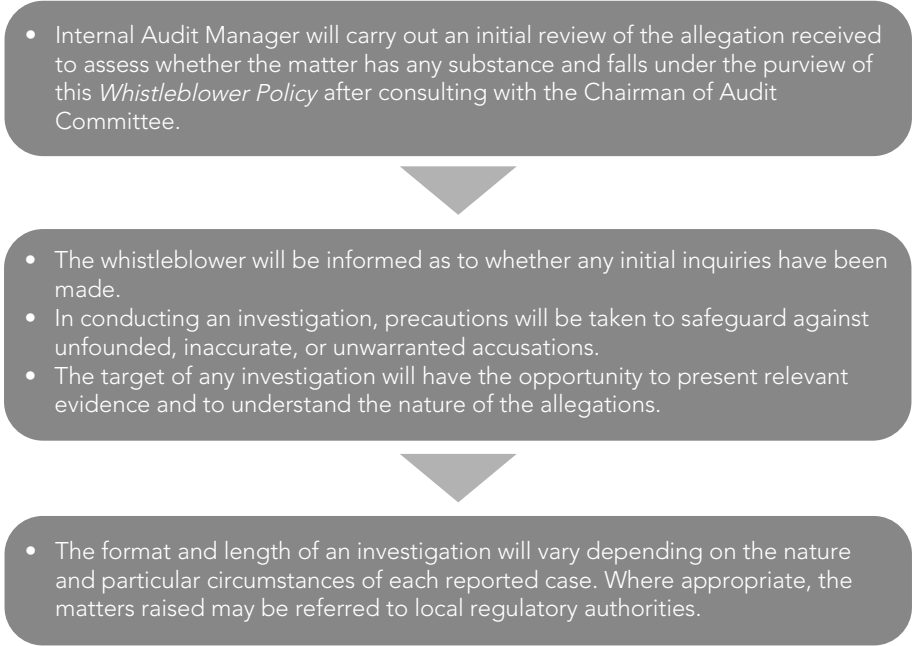 • Internal Audit Manager will carry out an initial review of the allegation received
to assess whether the matter has any substance and falls under the purview of
this Whistleblower Policy after consulting with the Chairman of Audit
Committee.
• The whistleblower will be informed as to whether any initial inquiries have been
made.
• In conducting an investigation, precautions will be taken to safeguard against
unfounded, inaccurate, or unwarranted accusations.
• The target of any investigation will have the opportunity to present relevant
evidence and to understand the nature of the allegations.
• The format and length of an investigation will vary depending on the nature
and particular circumstances of each reported case. Where appropriate, the
matters raised may be referred to local regulatory authorities.